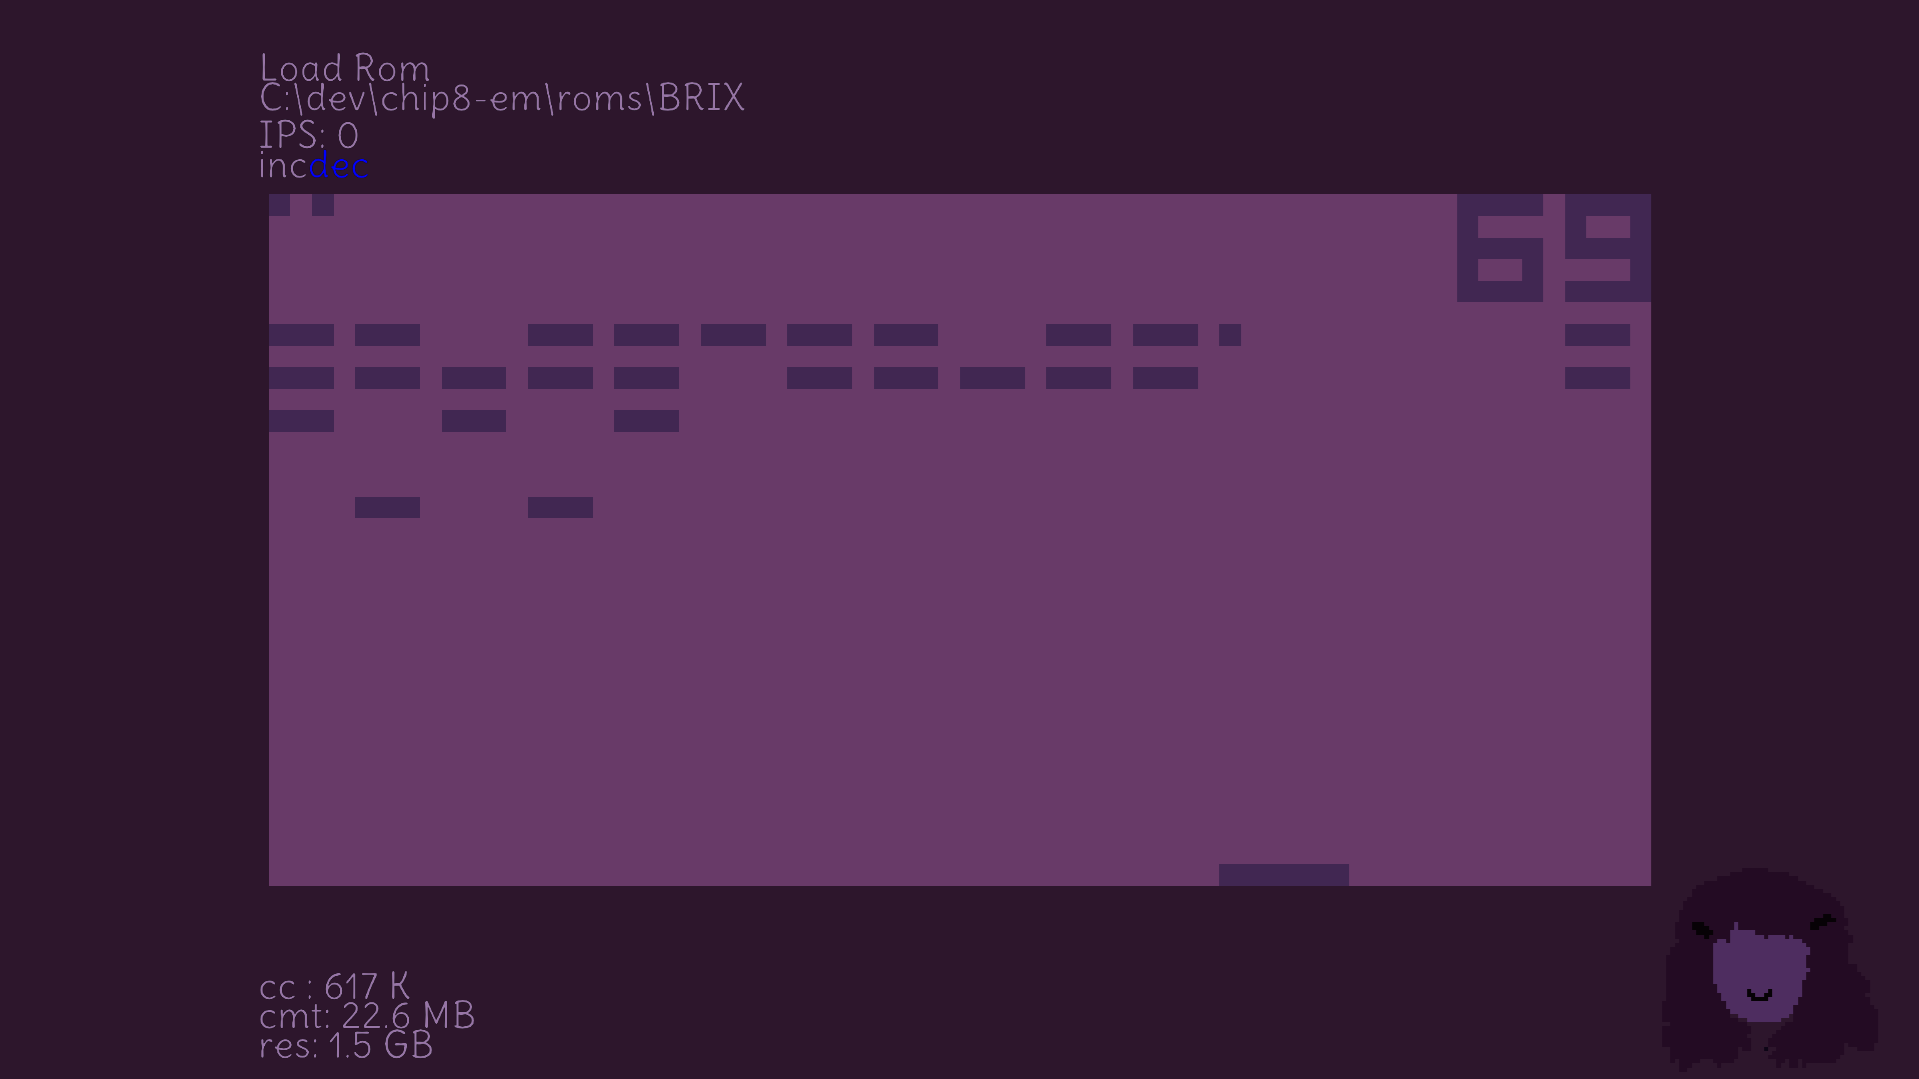 Load Rom
C:\dev\chip8-em\roms\BRIX
IPS: 0
incdec
69
cc : 617 K
cmt: 22.6 MB
res: 1.5 GB